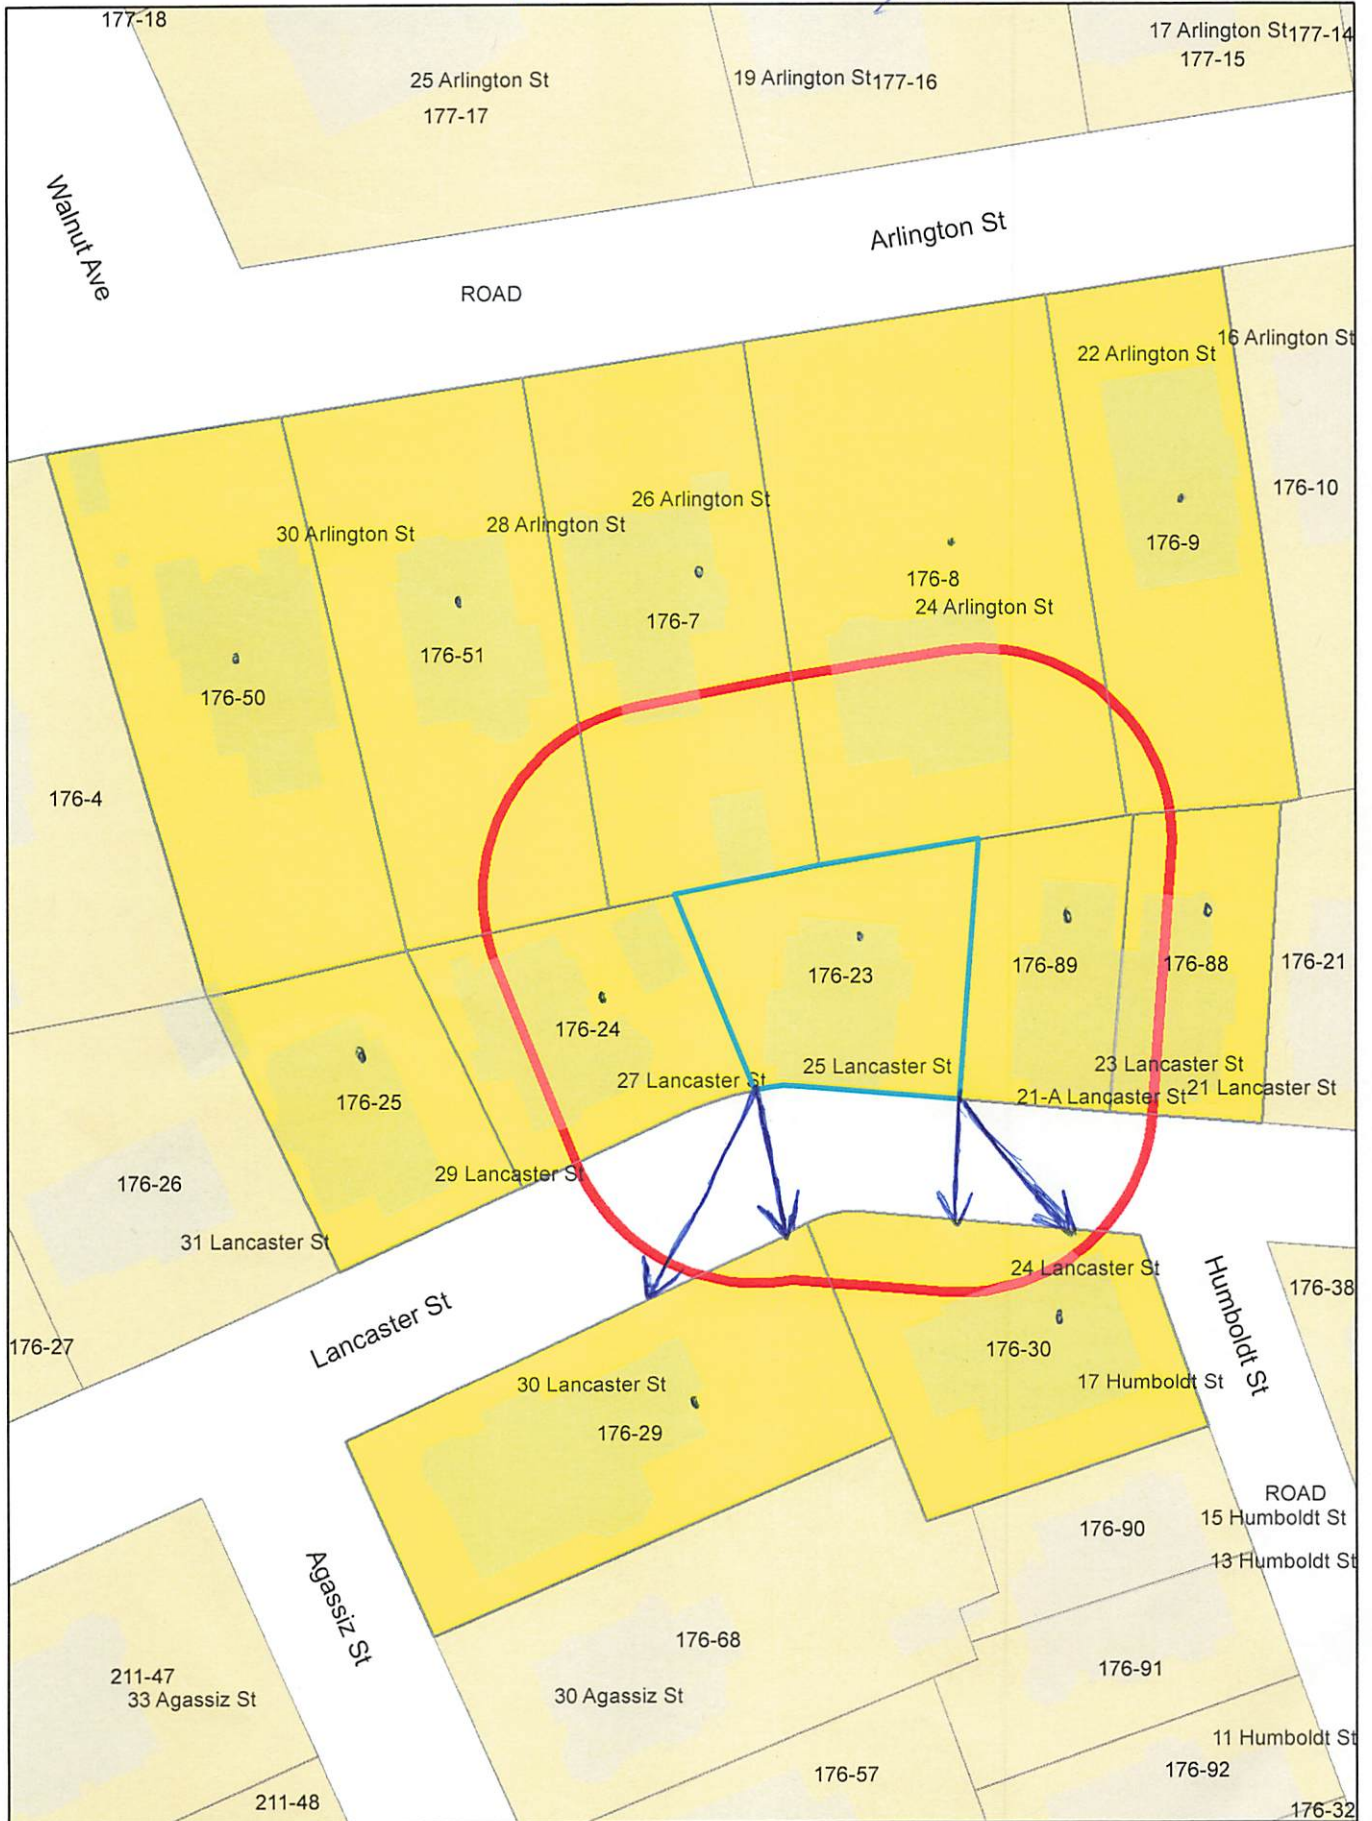 177-18
17 Arlington St 177-14
177-15
25 Arlington St
19 Arlington St 177-16
177-17
Walnut Ave
Arlington St
ROAD
16 Arlington St
22 Arlington St
176-10
26 Arlington St
28 Arlington St
30 Arlington St
176-9
176-8
24 Arlington St
176-7
176-51
176-50
176-4
176-23
176-89
176-88
176-21
176-24
25 Lancaster St
23 Lancaster St
27 Lancaster St
21-A Lancaster St
21 Lancaster St
176-25
29 Lancaster St
176-26
31 Lancaster St
24 Lancaster St
176-38
Humboldt St
Lancaster St
176-27
176-30
17 Humboldt St
30 Lancaster St
176-29
ROAD
15 Humboldt St
176-90
13 Humboldt St
Agassiz St
176-68
176-91
211-47
33 Agassiz St
30 Agassiz St
11 Humboldt St
176-57
176-92
211-48
176-32